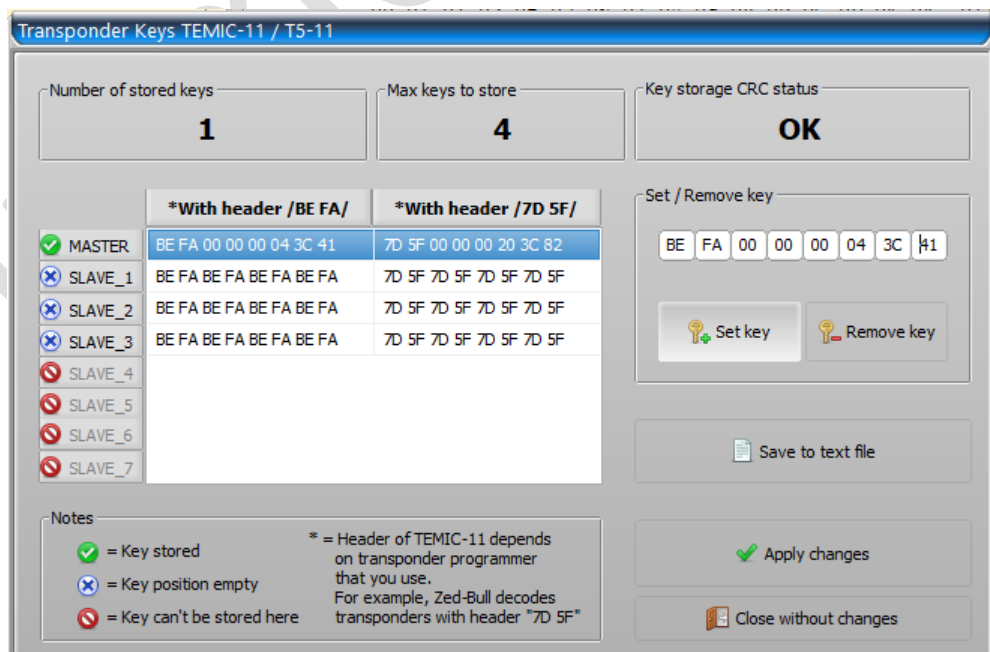 Transponder Keys TEMIC-11 / T5-11
Number of stored keys
1
Max keys to store
4
Key storage CRC status
OK
*With header /BE FA/ *With header /7D 5F/
MASTER BE FA 00 00 00 04 3C 41 7D 5F 00 00 00 20 3C 82
SLAVE_1 BE FA BE FA BE FA BE FA 7D 5F 7D 5F 7D 5F 7D 5F
SLAVE_2 BE FA BE FA BE FA BE FA 7D 5F 7D 5F 7D 5F 7D 5F
SLAVE_3 BE FA BE FA BE FA BE FA 7D 5F 7D 5F 7D 5F 7D 5F
SLAVE_4
SLAVE_5
SLAVE_6
SLAVE_7
Set / Remove key
BE FA 00 00 00 04 3C 41
Set key
Remove key
Save to text file
Notes
= Key stored
= Key position empty
= Key can't be stored here
* = Header of TEMIC-11 depends
on transponder programmer
that you use.
For example, Zed-Bull decodes
transponders with header "7D 5F"
Apply changes
Close without changes